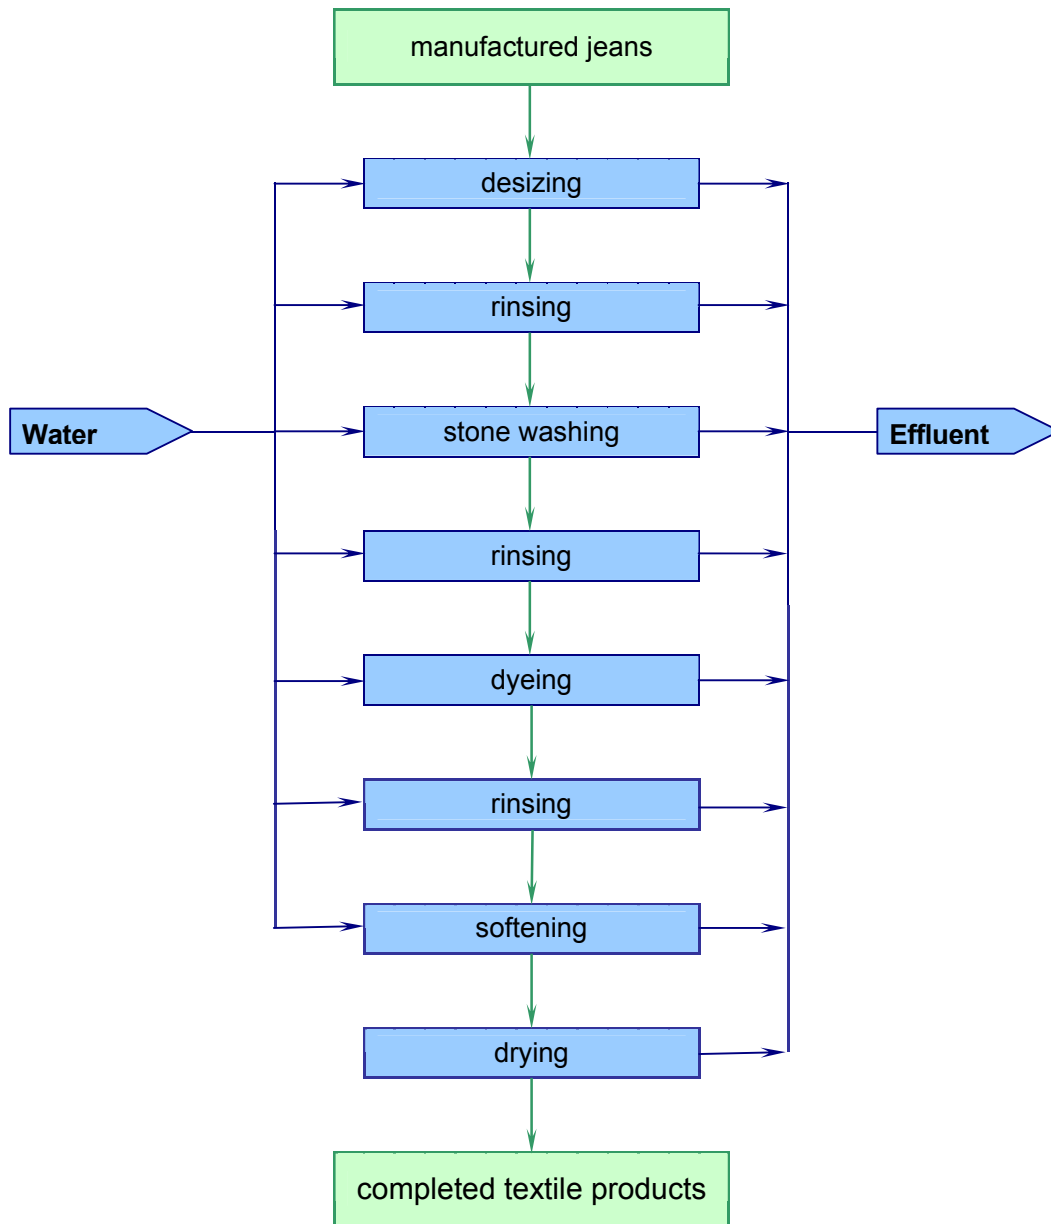 manufactured jeans
desizing
rinsing
Water
stone washing
Effluent
rinsing
dyeing
rinsing
softening
drying
completed textile products